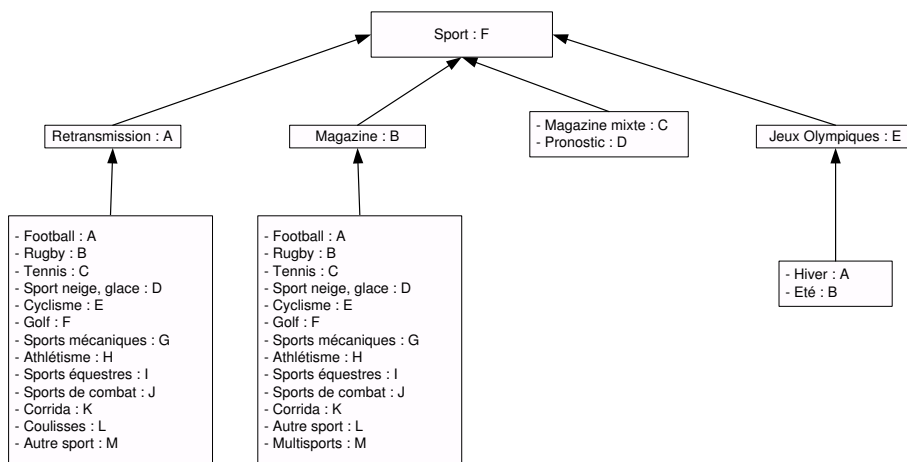 Sport : F
Retransmission : A
Magazine : B
- Magazine mixte : C
- Pronostic : D
Jeux Olympiques : E
- Football : A
- Rugby : B
- Tennis : C
- Sport neige, glace : D
- Cyclisme : E
- Golf : F
- Sports mécaniques : G
- Athlétisme : H
- Sports équestres : I
- Sports de combat : J
- Corrida : K
- Coulisses : L
- Autre sport : M
- Football : A
- Rugby : B
- Tennis : C
- Sport neige, glace : D
- Cyclisme : E
- Golf : F
- Sports mécaniques : G
- Athlétisme : H
- Sports équestres : I
- Sports de combat : J
- Corrida : K
- Autre sport : L
- Multisports : M
- Hiver : A
- Eté : B